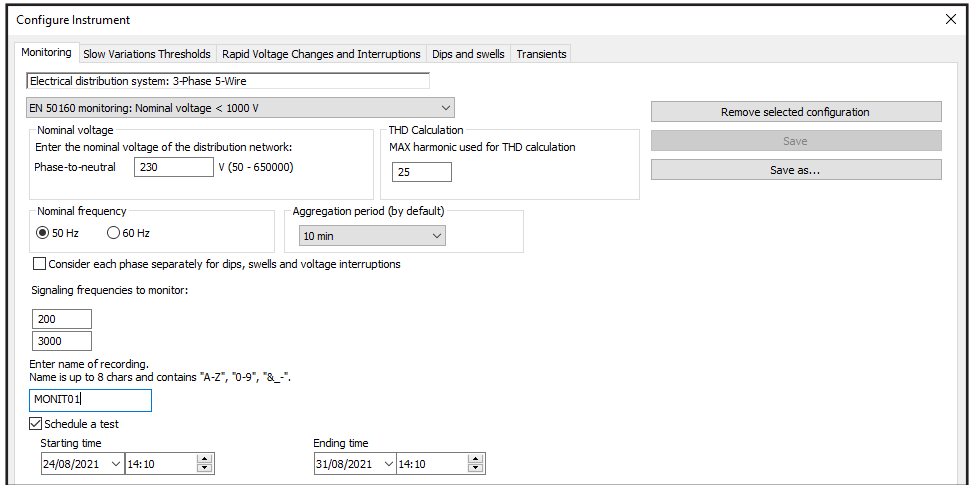 Configure Instrument
Monitoring Slow Variations Thresholds Rapid Voltage Changes and Interruptions Dips and swells Transients
Electrical distribution system: 3-Phase 5-Wire
EN 50160 monitoring: Nominal voltage < 1000 V
Remove selected configuration
Save
Save as...
Nominal voltage
Enter the nominal voltage of the distribution network:
Phase-to-neutral 230 V (50 - 650000)
THD Calculation
MAX harmonic used for THD calculation
25
Nominal frequency
50 Hz 60 Hz
Aggregation period (by default)
10 min
Consider each phase separately for dips, swells and voltage interruptions
Signaling frequencies to monitor:
200
3000
Enter name of recording.
Name is up to 8 chars and contains "A-Z", "0-9", "&_-".
MONIT01
Schedule a test
Starting time Ending time
24/08/2021 14:10 31/08/2021 14:10